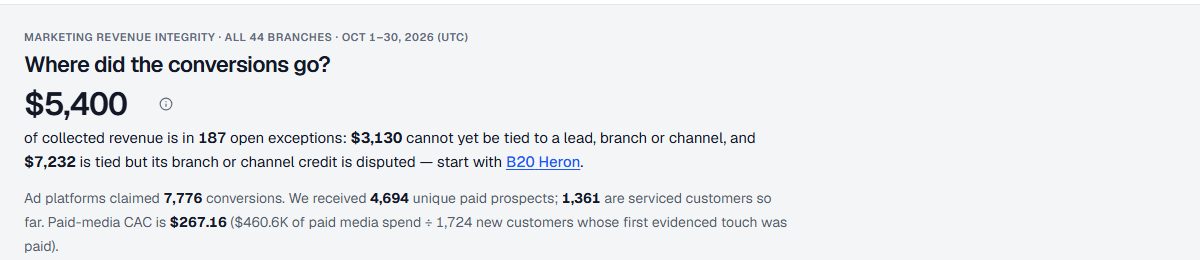 MARKETING REVENUE INTEGRITY · ALL 44 BRANCHES · OCT 1–30, 2026 (UTC)
Where did the conversions go?
$5,400
of collected revenue is in 187 open exceptions: $3,130 cannot yet be tied to a lead, branch or channel, and
$7,232 is tied but its branch or channel credit is disputed — start with B20 Heron.
Ad platforms claimed 7,776 conversions. We received 4,694 unique paid prospects; 1,361 are serviced customers so
far. Paid-media CAC is $267.16 ($460.6K of paid media spend ÷ 1,724 new customers whose first evidenced touch was
paid).